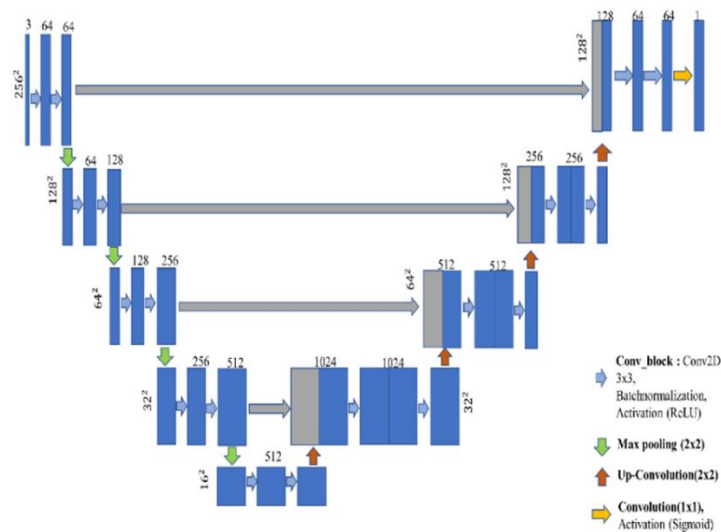 3 64 64
256²
128 64 64 1
128²
64 128
128²
256 256
128²
128 256
64²
512 512
64²
256 512
32²
1024 1024
32²
512
16²
Conv_block : Conv2D
3x3,
Batchnormalization,
Activation (ReLU)
Max pooling (2x2)
Up-Convolution(2x2)
Convolution(1x1),
Activation (Sigmoid)